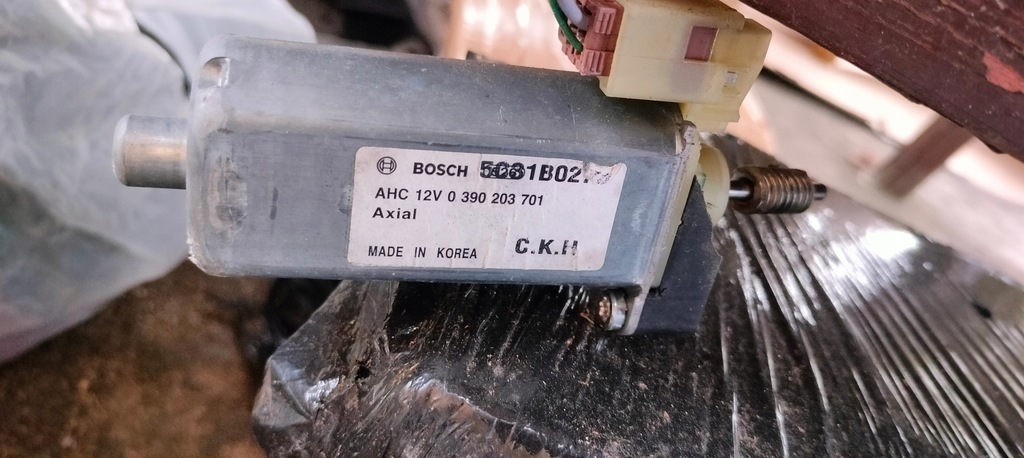 BOSCH
AHC 12V 0 390 203 701
Axial
MADE IN KOREA C.K.H